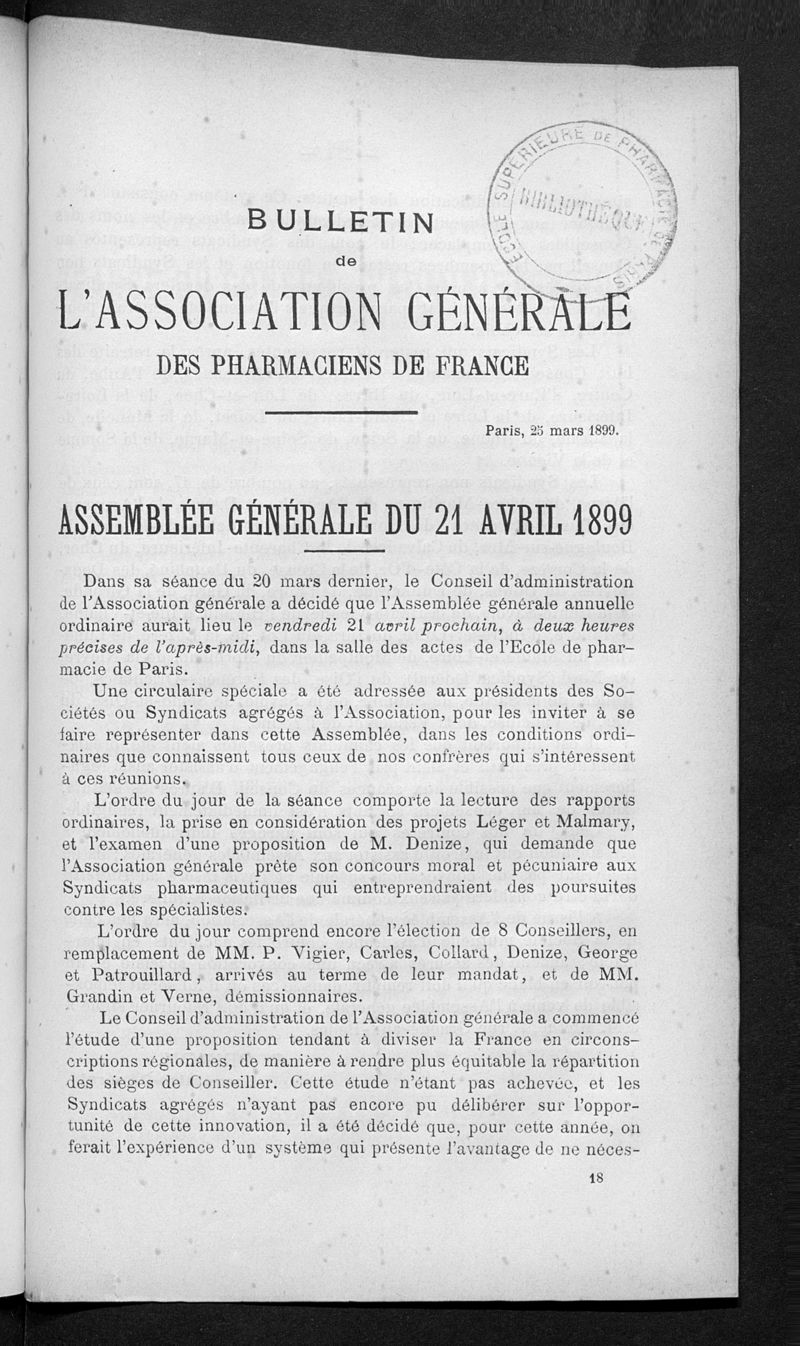 ÉCOLE SUPÉRIEURE DE PHARMACIE DE PARIS
BIBLIOTHÈQUE
BULLETIN
de
L'ASSOCIATION GÉNÉRALE
DES PHARMACIENS DE FRANCE
Paris, 25 mars 1899.
ASSEMBLÉE GÉNÉRALE DU 21 AVRIL 1899
Dans sa séance du 20 mars dernier, le Conseil d'administration
de l'Association générale a décidé que l'Assemblée générale annuelle
ordinaire aurait lieu le vendredi 21 avril prochain, à deux heures
précises de l'après-midi, dans la salle des actes de l'Ecole de phar-
macie de Paris.
Une circulaire spéciale a été adressée aux présidents des So-
ciétés ou Syndicats agrégés à l'Association, pour les inviter à se
faire représenter dans cette Assemblée, dans les conditions ordi-
naires que connaissent tous ceux de nos confrères qui s'intéressent
à ces réunions.
L'ordre du jour de la séance comporte la lecture des rapports
ordinaires, la prise en considération des projets Léger et Malmary,
et l'examen d'une proposition de M. Denize, qui demande que
l'Association générale prête son concours moral et pécuniaire aux
Syndicats pharmaceutiques qui entreprendraient des poursuites
contre les spécialistes.
L'ordre du jour comprend encore l'élection de 8 Conseillers, en
remplacement de MM. P. Vigier, Carles, Collard, Denize, George
et Patrouillard, arrivés au terme de leur mandat, et de MM.
Grandin et Verne, démissionnaires.
Le Conseil d'administration de l'Association générale a commencé
l'étude d'une proposition tendant à diviser la France en circons-
criptions régionales, de manière à rendre plus équitable la répartition
des sièges de Conseiller. Cette étude n'étant pas achevée, et les
Syndicats agrégés n'ayant pas encore pu délibérer sur l'oppor-
tunité de cette innovation, il a été décidé que, pour cette année, on
ferait l'expérience d'un système qui présente l'avantage de ne néces-
18